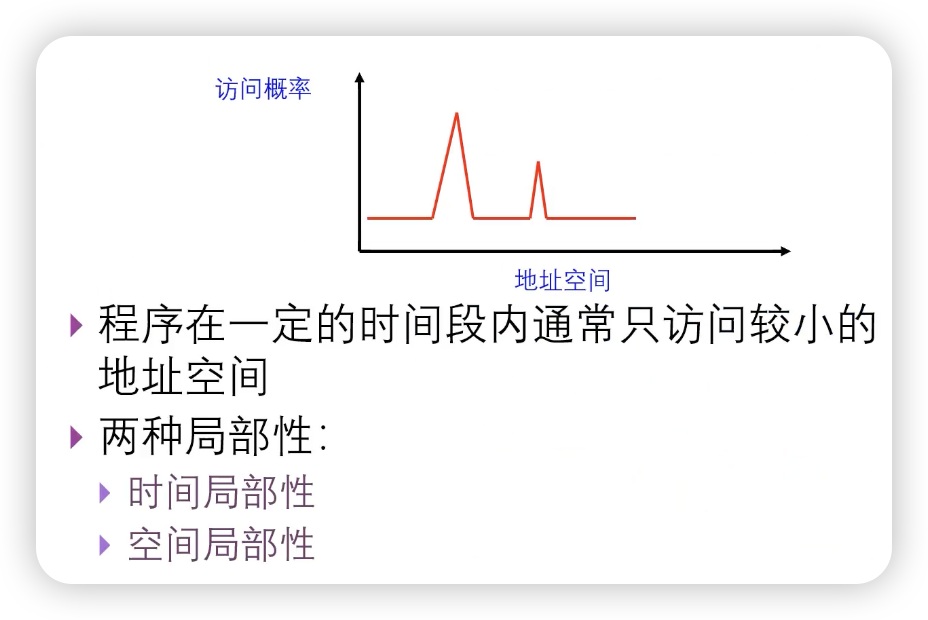 访问概率
地址空间
程序在一定的时间段内通常只访问较小的
地址空间
两种局部性：
时间局部性
空间局部性